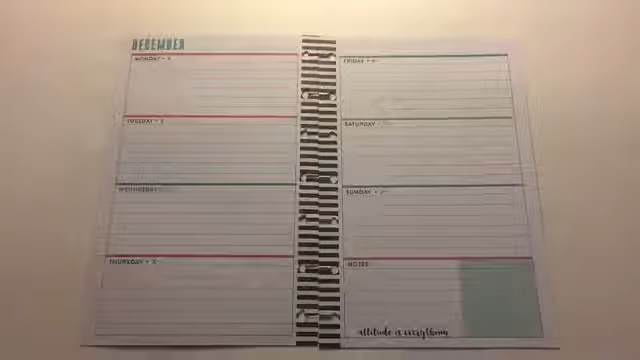 DECEMBER
MONDAY
TUESDAY
WEDNESDAY
THURSDAY
FRIDAY
SATURDAY
SUNDAY
NOTES
attitude is everything